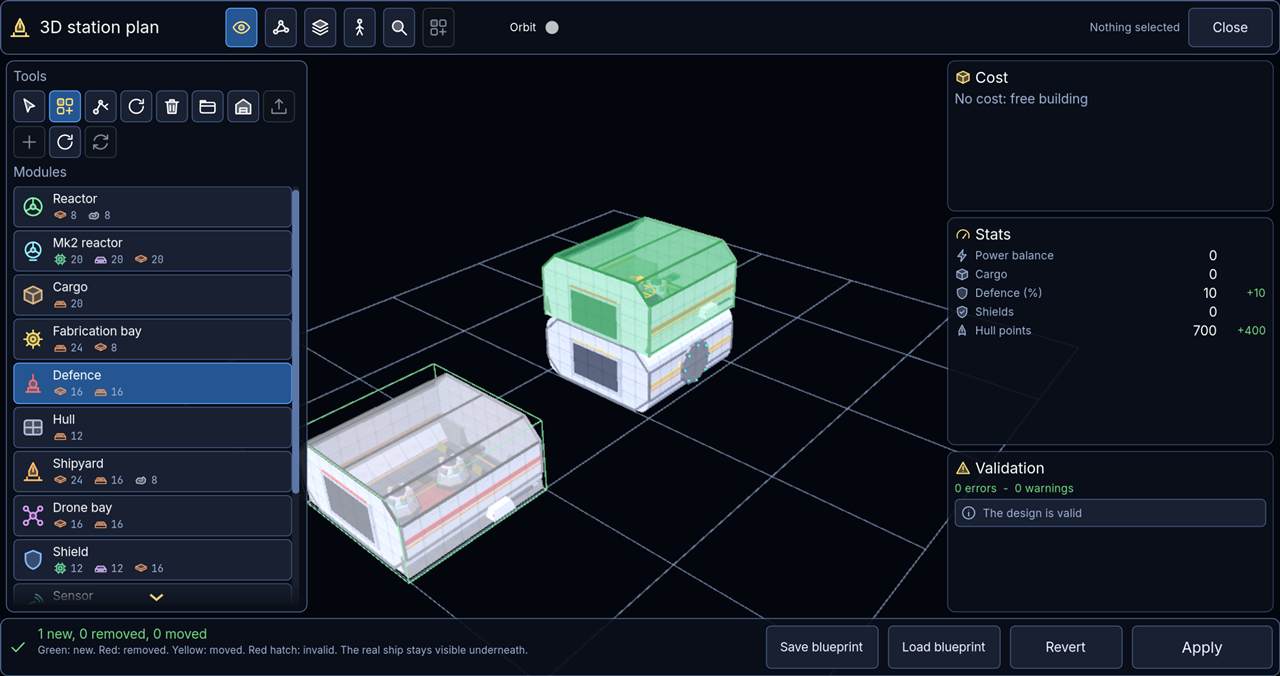 3D station plan
Orbit
Nothing selected
Close
Tools
Modules
Reactor
8 8
Mk2 reactor
20 20 20
Cargo
20
Fabrication bay
24 8
Defence
16 16
Hull
12
Shipyard
24 16 8
Drone bay
16 16
Shield
12 12 16
Sensor
Cost
No cost: free building
Stats
Power balance 0
Cargo 0
Defence (%) 10 +10
Shields 0
Hull points 700 +400
Validation
0 errors - 0 warnings
The design is valid
1 new, 0 removed, 0 moved
Green: new. Red: removed. Yellow: moved. Red hatch: invalid. The real ship stays visible underneath.
Save blueprint
Load blueprint
Revert
Apply